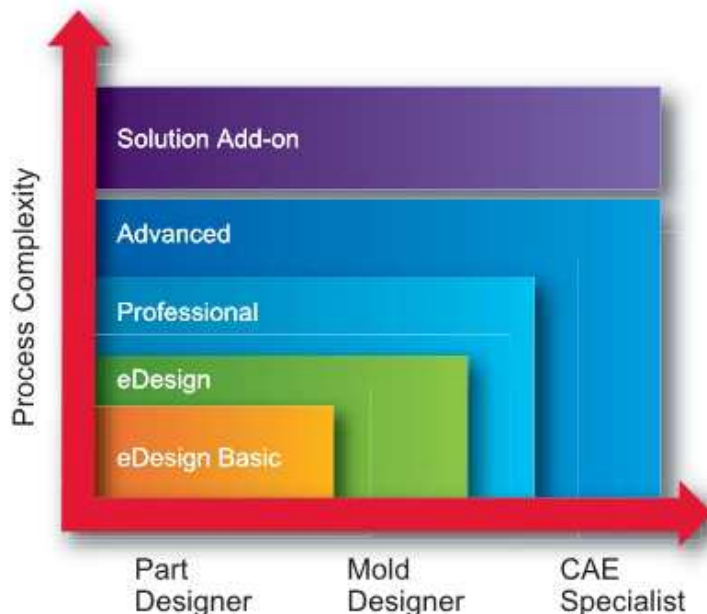 Process Complexity
Solution Add-on
Advanced
Professional
eDesign
eDesign Basic
Part
Designer
Mold
Designer
CAE
Specialist